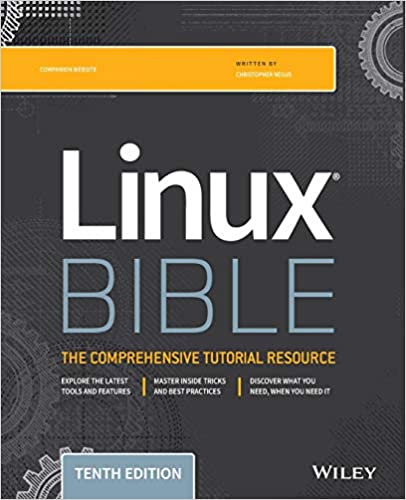 COMPANION WEBSITE
WRITTEN BY
CHRISTOPHER NEGUS
Linux®
BIBLE
THE COMPREHENSIVE TUTORIAL RESOURCE
EXPLORE THE LATEST
TOOLS AND FEATURES
MASTER INSIDE TRICKS
AND BEST PRACTICES
DISCOVER WHAT YOU
NEED, WHEN YOU NEED IT
TENTH EDITION
WILEY